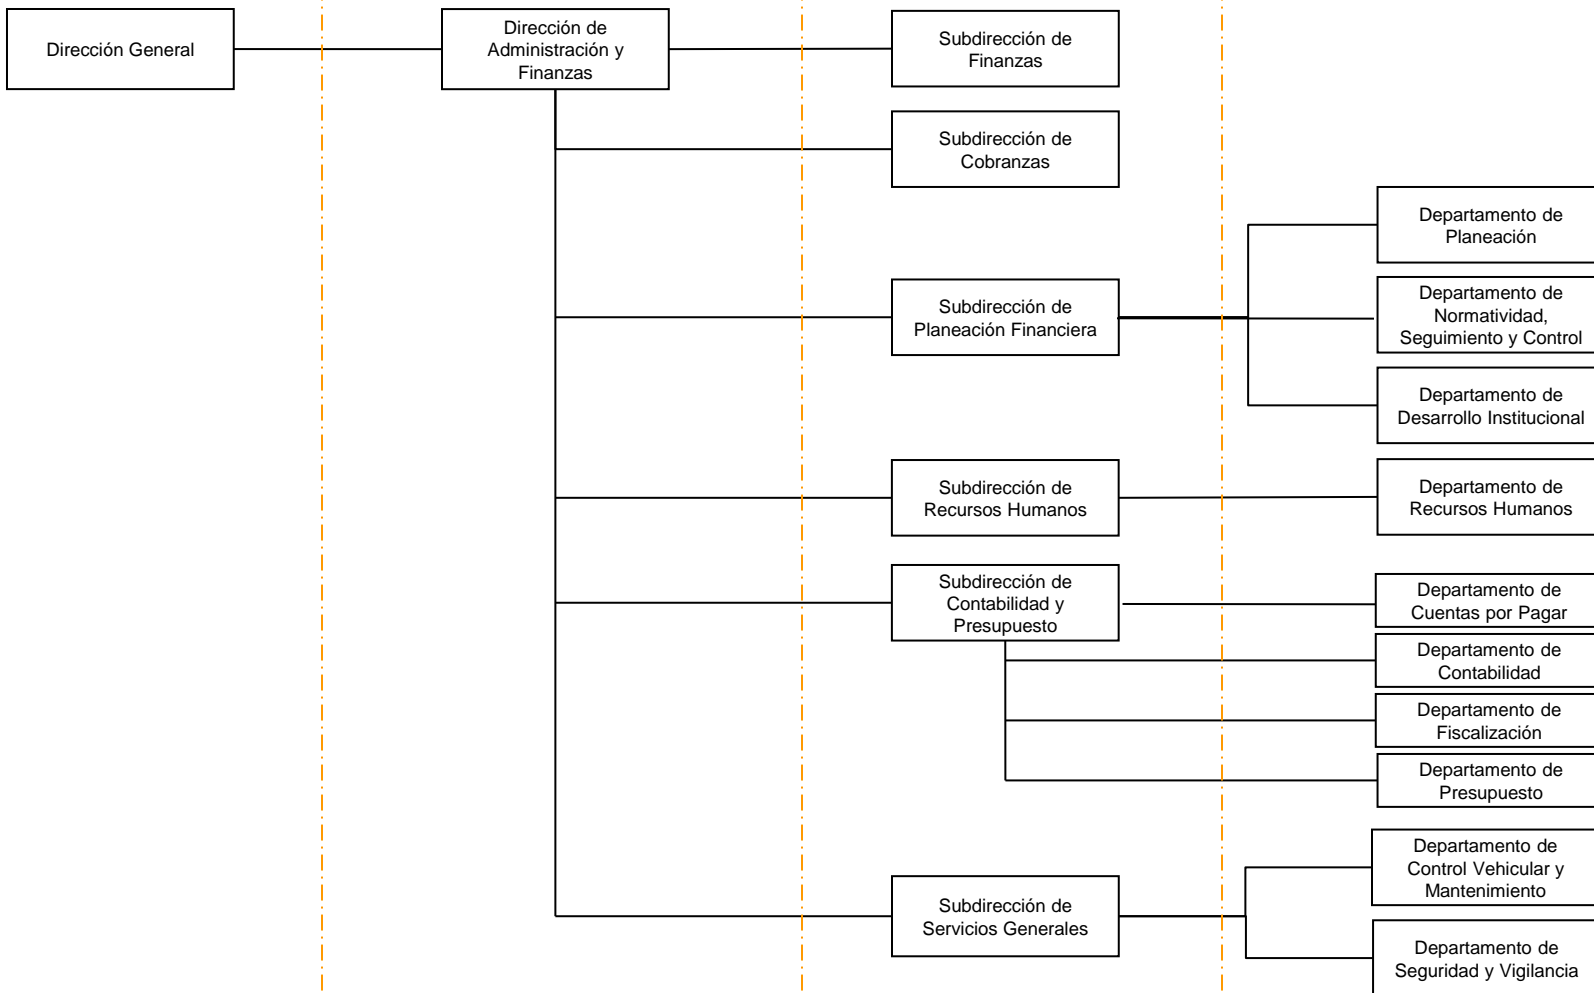 Dirección General
Dirección de
Administración y
Finanzas
Subdirección de
Finanzas
Subdirección de
Cobranzas
Departamento de
Planeación
Subdirección de
Planeación Financiera
Departamento de
Normatividad,
Seguimiento y Control
Departamento de
Desarrollo Institucional
Subdirección de
Recursos Humanos
Departamento de
Recursos Humanos
Subdirección de
Contabilidad y
Presupuesto
Departamento de
Cuentas por Pagar
Departamento de
Contabilidad
Departamento de
Fiscalización
Departamento de
Presupuesto
Subdirección de
Servicios Generales
Departamento de
Control Vehicular y
Mantenimiento
Departamento de
Seguridad y Vigilancia